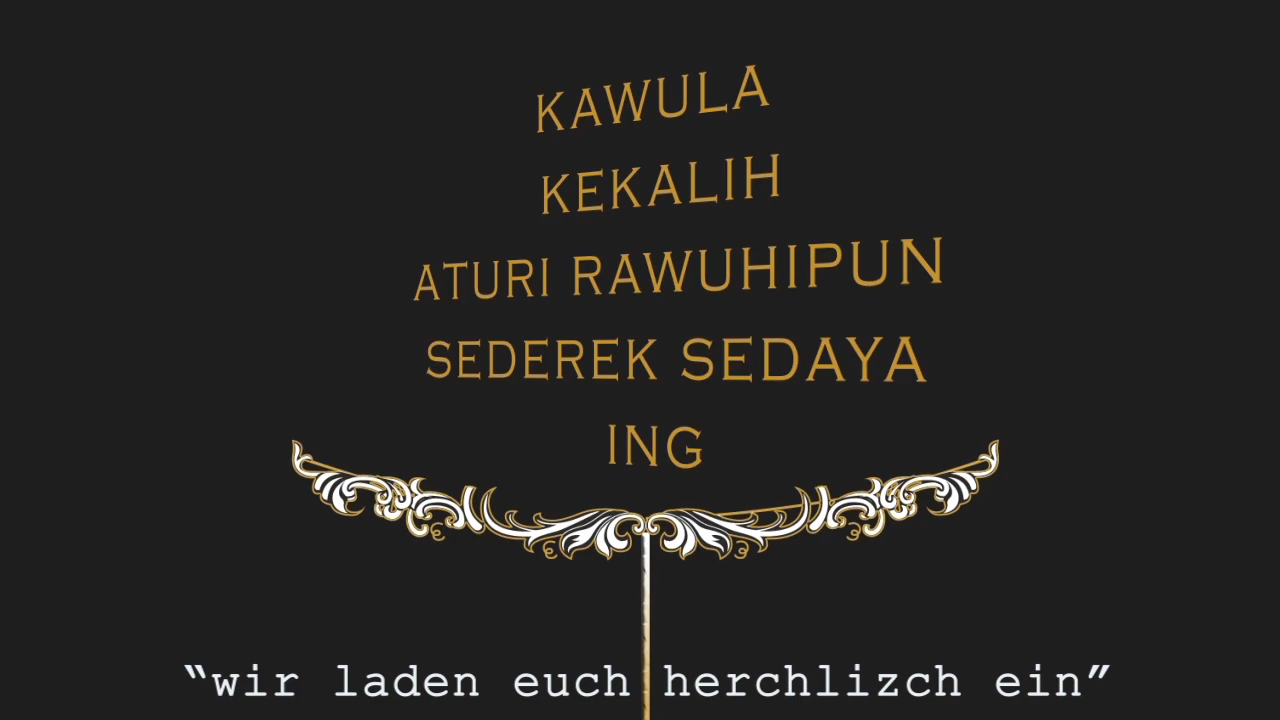 KAWULA
KEKALIH
ATURI RAWUHIPUN
SEDEREK SEDAYA
ING
“wir laden euch herchlizch ein”